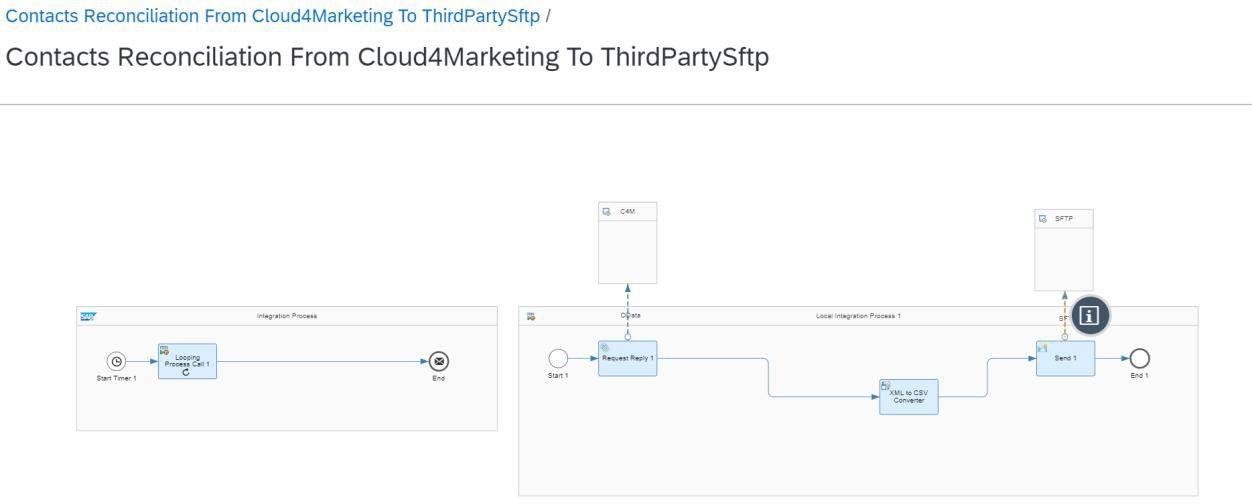 Contacts Reconciliation From Cloud4Marketing To ThirdPartySftp /
Contacts Reconciliation From Cloud4Marketing To ThirdPartySftp
C4M
SFTP
SAP
Integration Process
OData
Local Integration Process 1
Looping
Process Call 1
Start Timer 1
End
Start 1
Request Reply 1
XML to CSV
Converter
Send 1
End 1